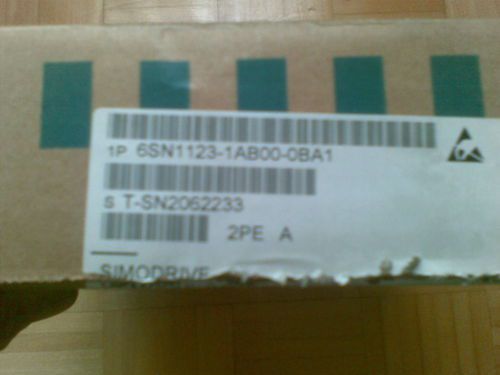 1P 6SN1123-1AB00-0BA1
S T-SN2062233
2PE A
SIMODRIVE